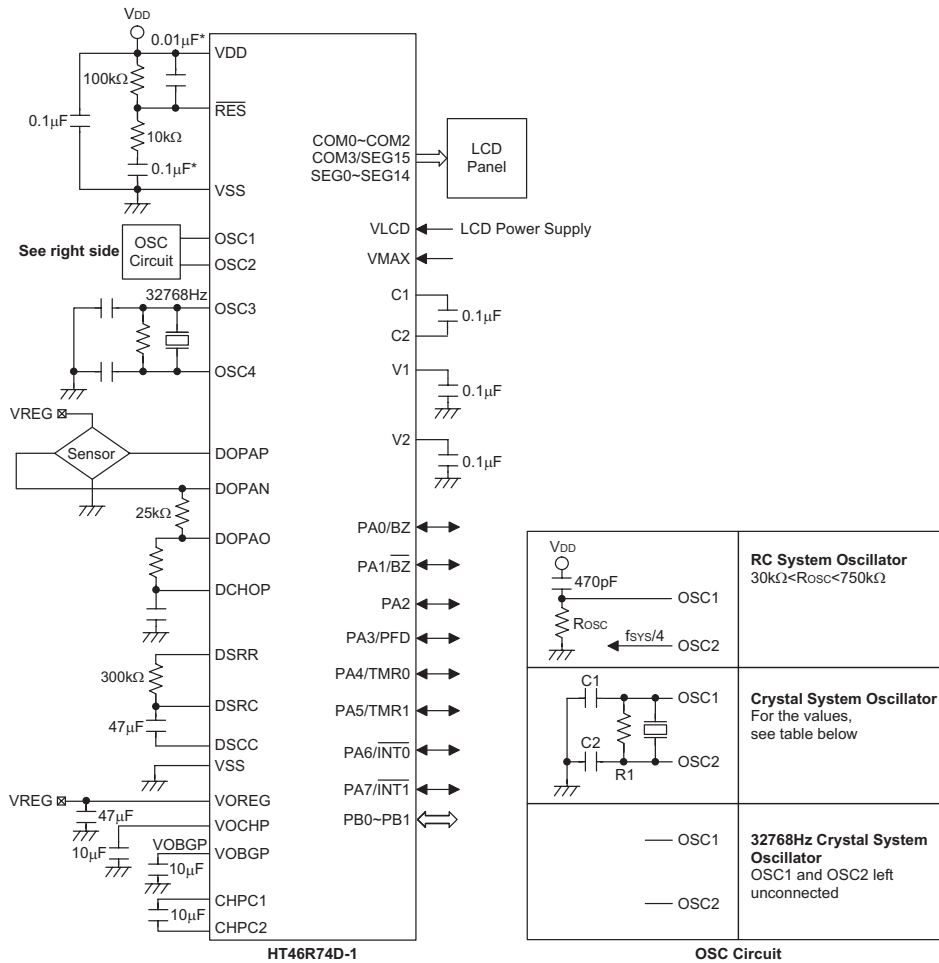 VDD
0.01μF*
VDD
100kΩ
RES
0.1μF
10kΩ
0.1μF*
VSS
See right side
OSC
Circuit
OSC1
OSC2
32768Hz
OSC3
OSC4
VREG
Sensor
DOPAP
DOPAN
25kΩ
DOPAO
DCHOP
DSRR
300kΩ
DSRC
47μF
DSCC
VSS
VREG
VOREG
47μF
VOCHP
10μF
VOBGP
VOBGP
10μF
CHPC1
10μF
CHPC2
COM0~COM2
COM3/SEG15
SEG0~SEG14
LCD
Panel
VLCD
LCD Power Supply
VMAX
C1
0.1μF
C2
V1
0.1μF
V2
0.1μF
PA0/BZ
PA1/BZ
PA2
PA3/PFD
PA4/TMR0
PA5/TMR1
PA6/INT0
PA7/INT1
PB0~PB1
HT46R74D-1
VDD
470pF
OSC1
ROSC
fSYS/4
OSC2
RC System Oscillator
30kΩ<ROSC<750kΩ
C1
OSC1
C2
R1
OSC2
Crystal System Oscillator
For the values,
see table below
OSC1
OSC2
32768Hz Crystal System
Oscillator
OSC1 and OSC2 left
unconnected
OSC Circuit